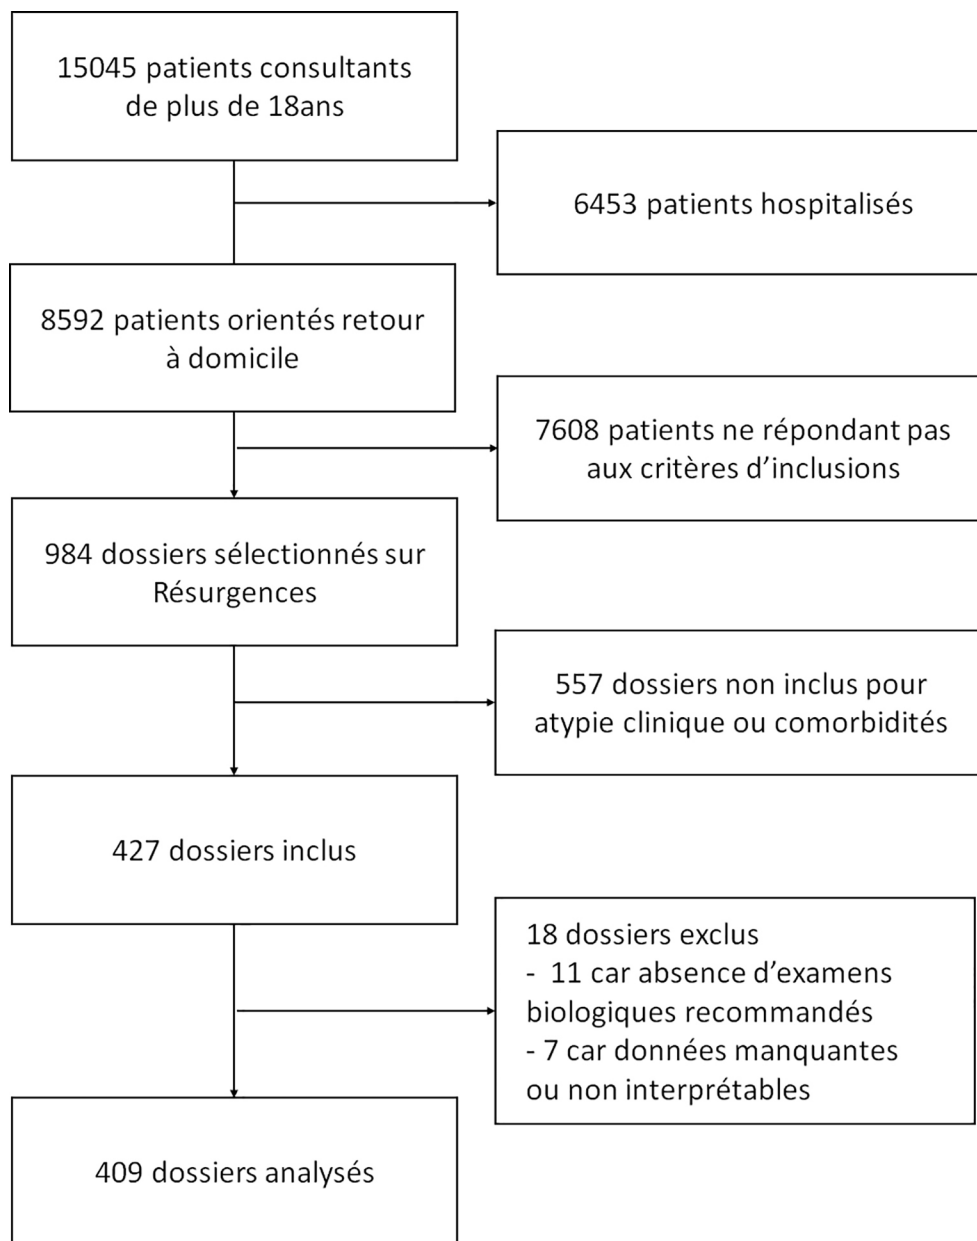 15045 patients consultants
de plus de 18ans
6453 patients hospitalisés
8592 patients orientés retour
à domicile
7608 patients ne répondant pas
aux critères d’inclusions
984 dossiers sélectionnés sur
Résurgences
557 dossiers non inclus pour
atypie clinique ou comorbidités
427 dossiers inclus
18 dossiers exclus
- 11 car absence d’examens
biologiques recommandés
- 7 car données manquantes
ou non interprétables
409 dossiers analysés